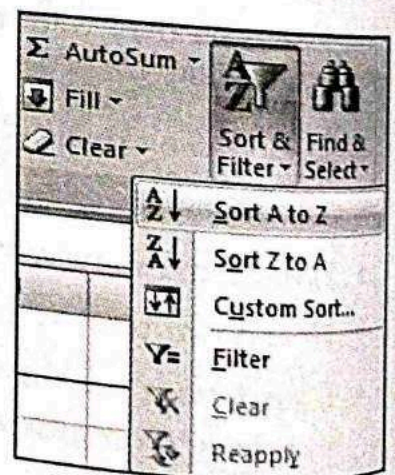 Σ AutoSum
Fill
Clear
Sort & Filter
Find & Select
Sort A to Z
Sort Z to A
Custom Sort...
Filter
Clear
Reapply